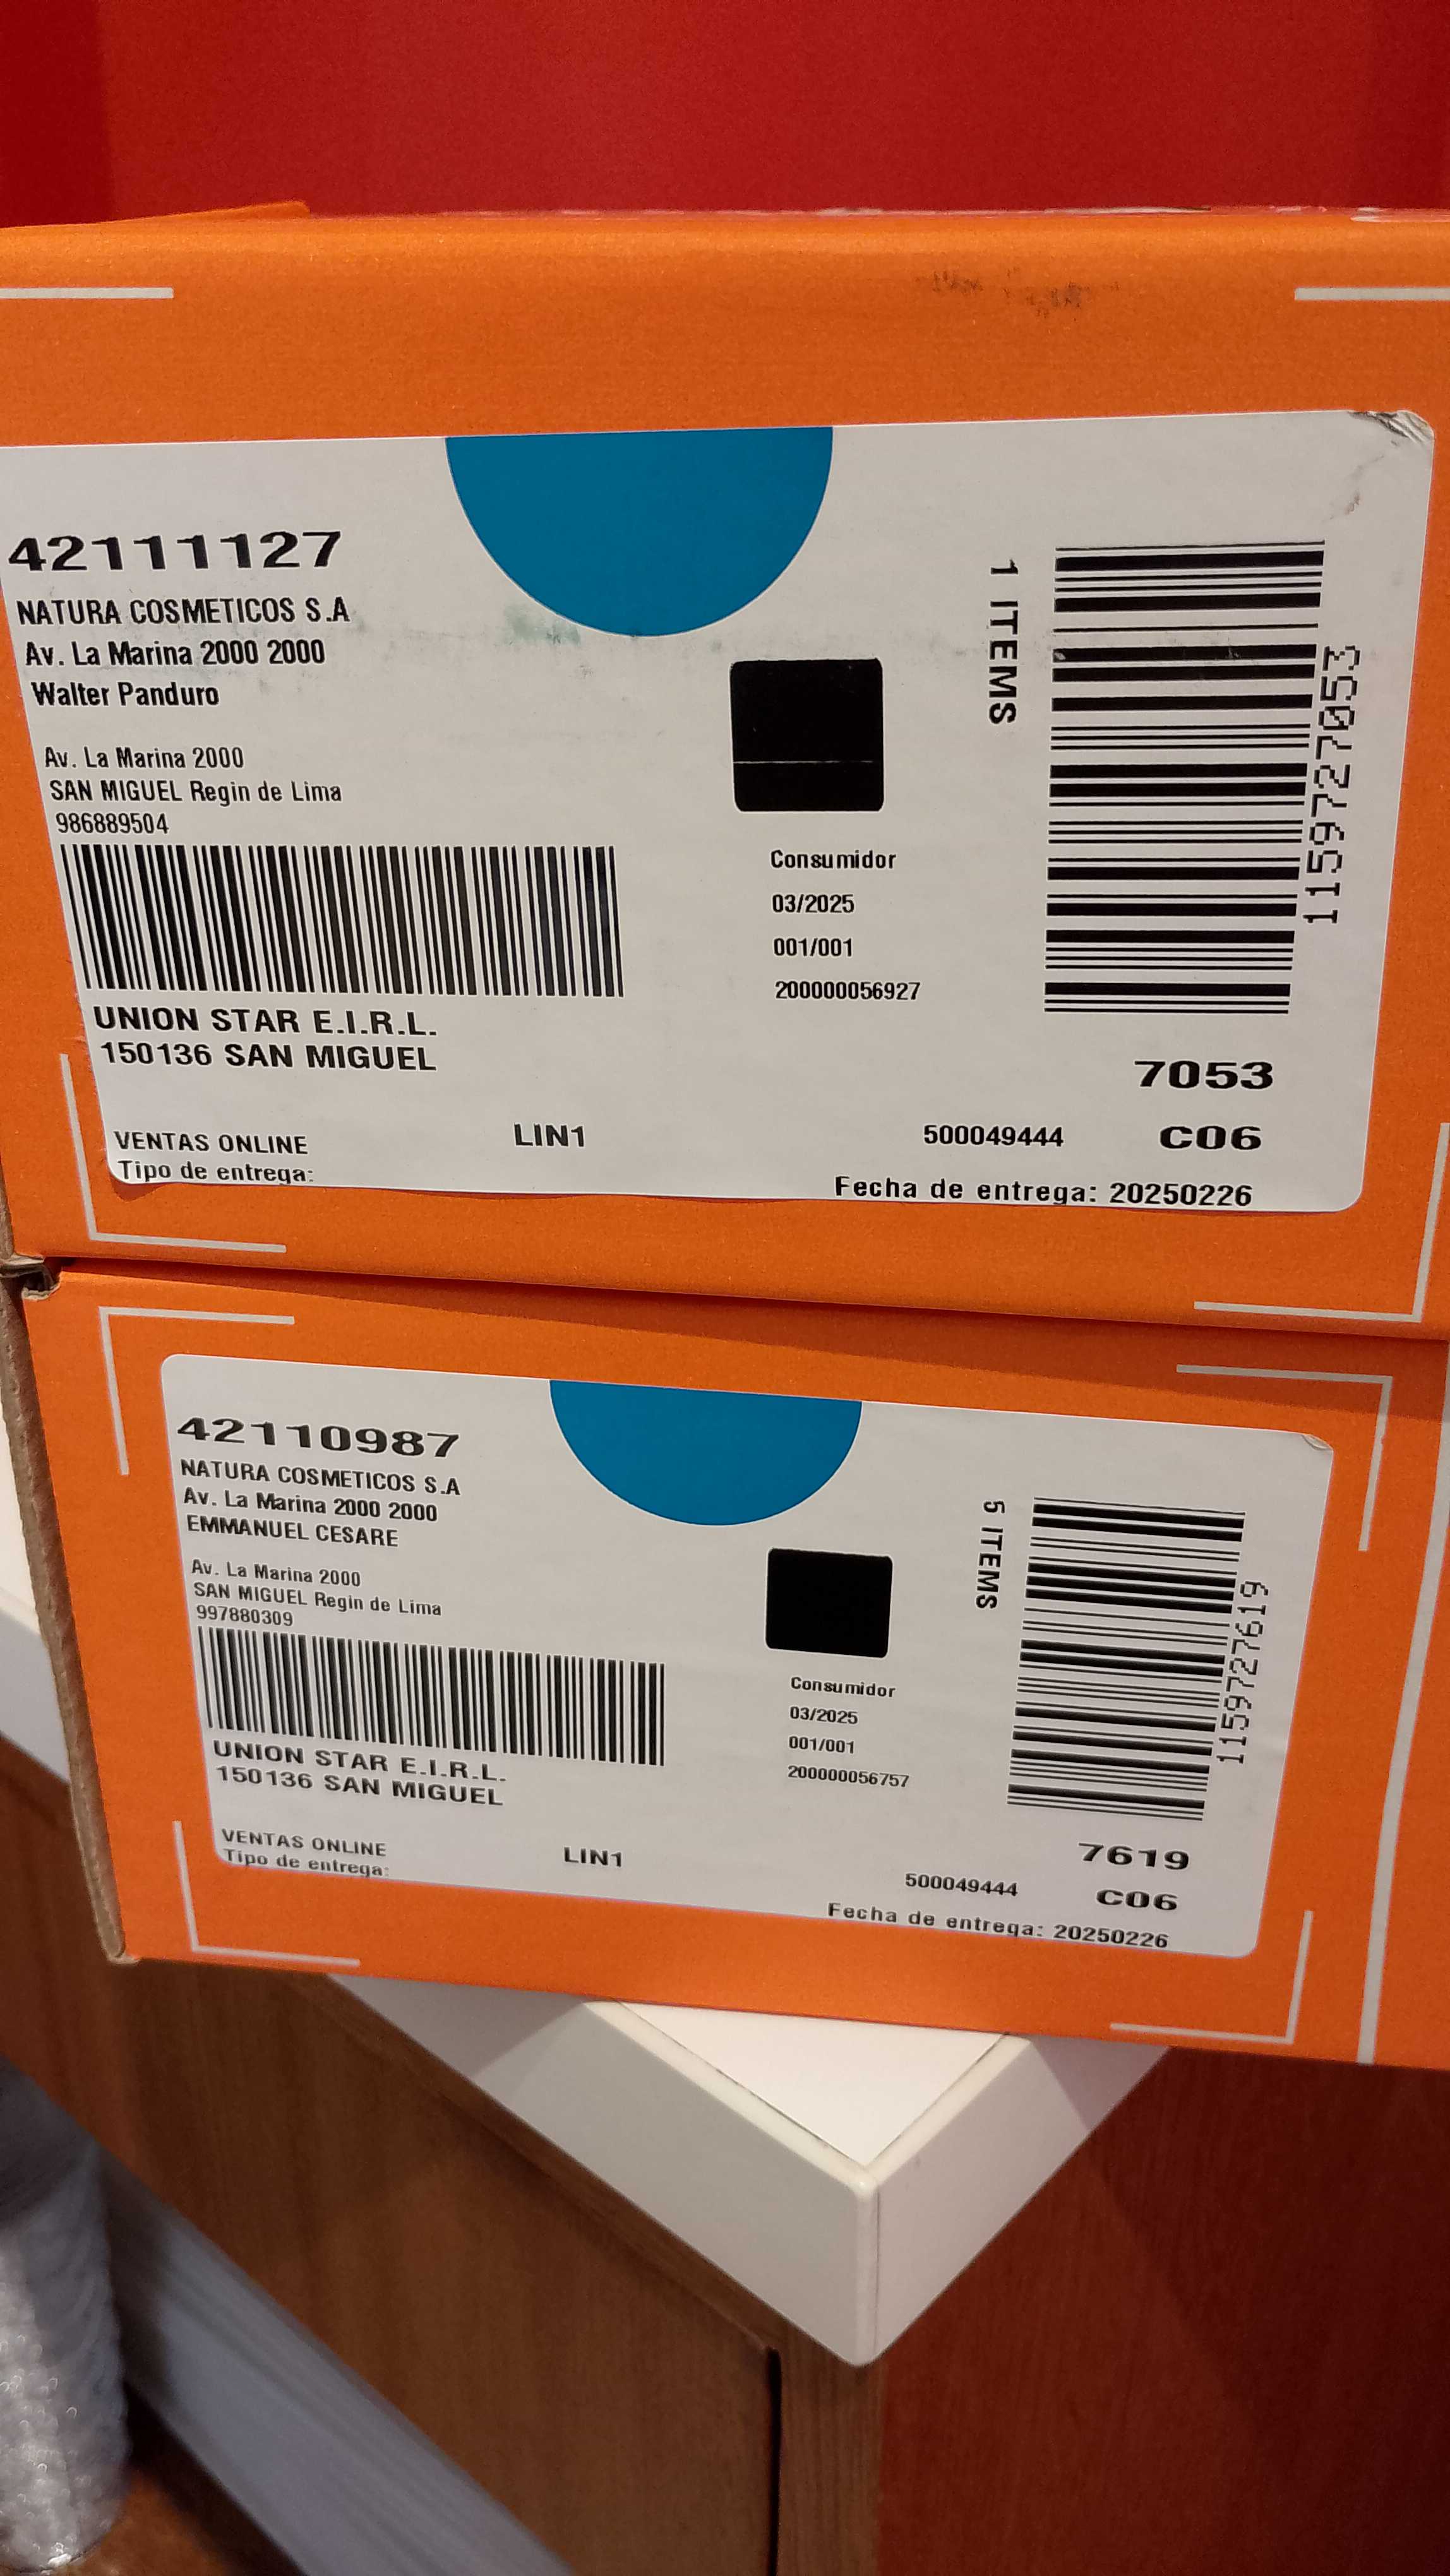 42111127
NATURA COSMETICOS S.A
Av. La Marina 2000 2000
Walter Panduro
Av. La Marina 2000
SAN MIGUEL Regin de Lima
986889504
UNION STAR E.I.R.L.
150136 SAN MIGUEL
VENTAS ONLINE
Tipo de entrega:
LIN1
Consumidor
03/2025
001/001
200000056927
1 ITEMS
1159727053
7053
500049444
C06
Fecha de entrega: 20250226
42110987
NATURA COSMETICOS S.A
Av. La Marina 2000 2000
EMMANUEL CESARE
Av. La Marina 2000
SAN MIGUEL Regin de Lima
997880309
UNION STAR E.I.R.L.
150136 SAN MIGUEL
VENTAS ONLINE
Tipo de entrega:
LIN1
Consumidor
03/2025
001/001
200000056757
5 ITEMS
1159727619
7619
500049444
C06
Fecha de entrega: 20250226